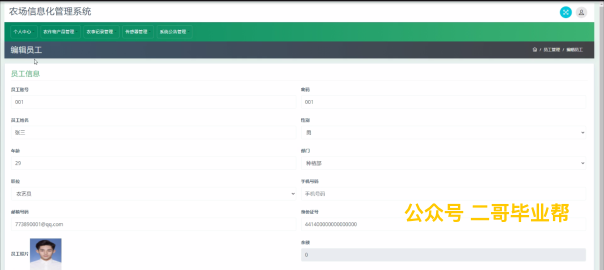 农场信息化管理系统
个人中心 农作物产品管理 农事记录管理 传感器管理 系统公告管理
编辑员工
/ 员工管理 / 编辑员工
员工信息
员工账号 密码
001 001
员工姓名 性别
张三 男
年龄 部门
25 种植部
职位 手机号码
农艺师 手机号码
邮箱号码 身份证号
773890001@qq.com 441400000000000000
公众号 二哥毕业帮
员工照片 余额
0